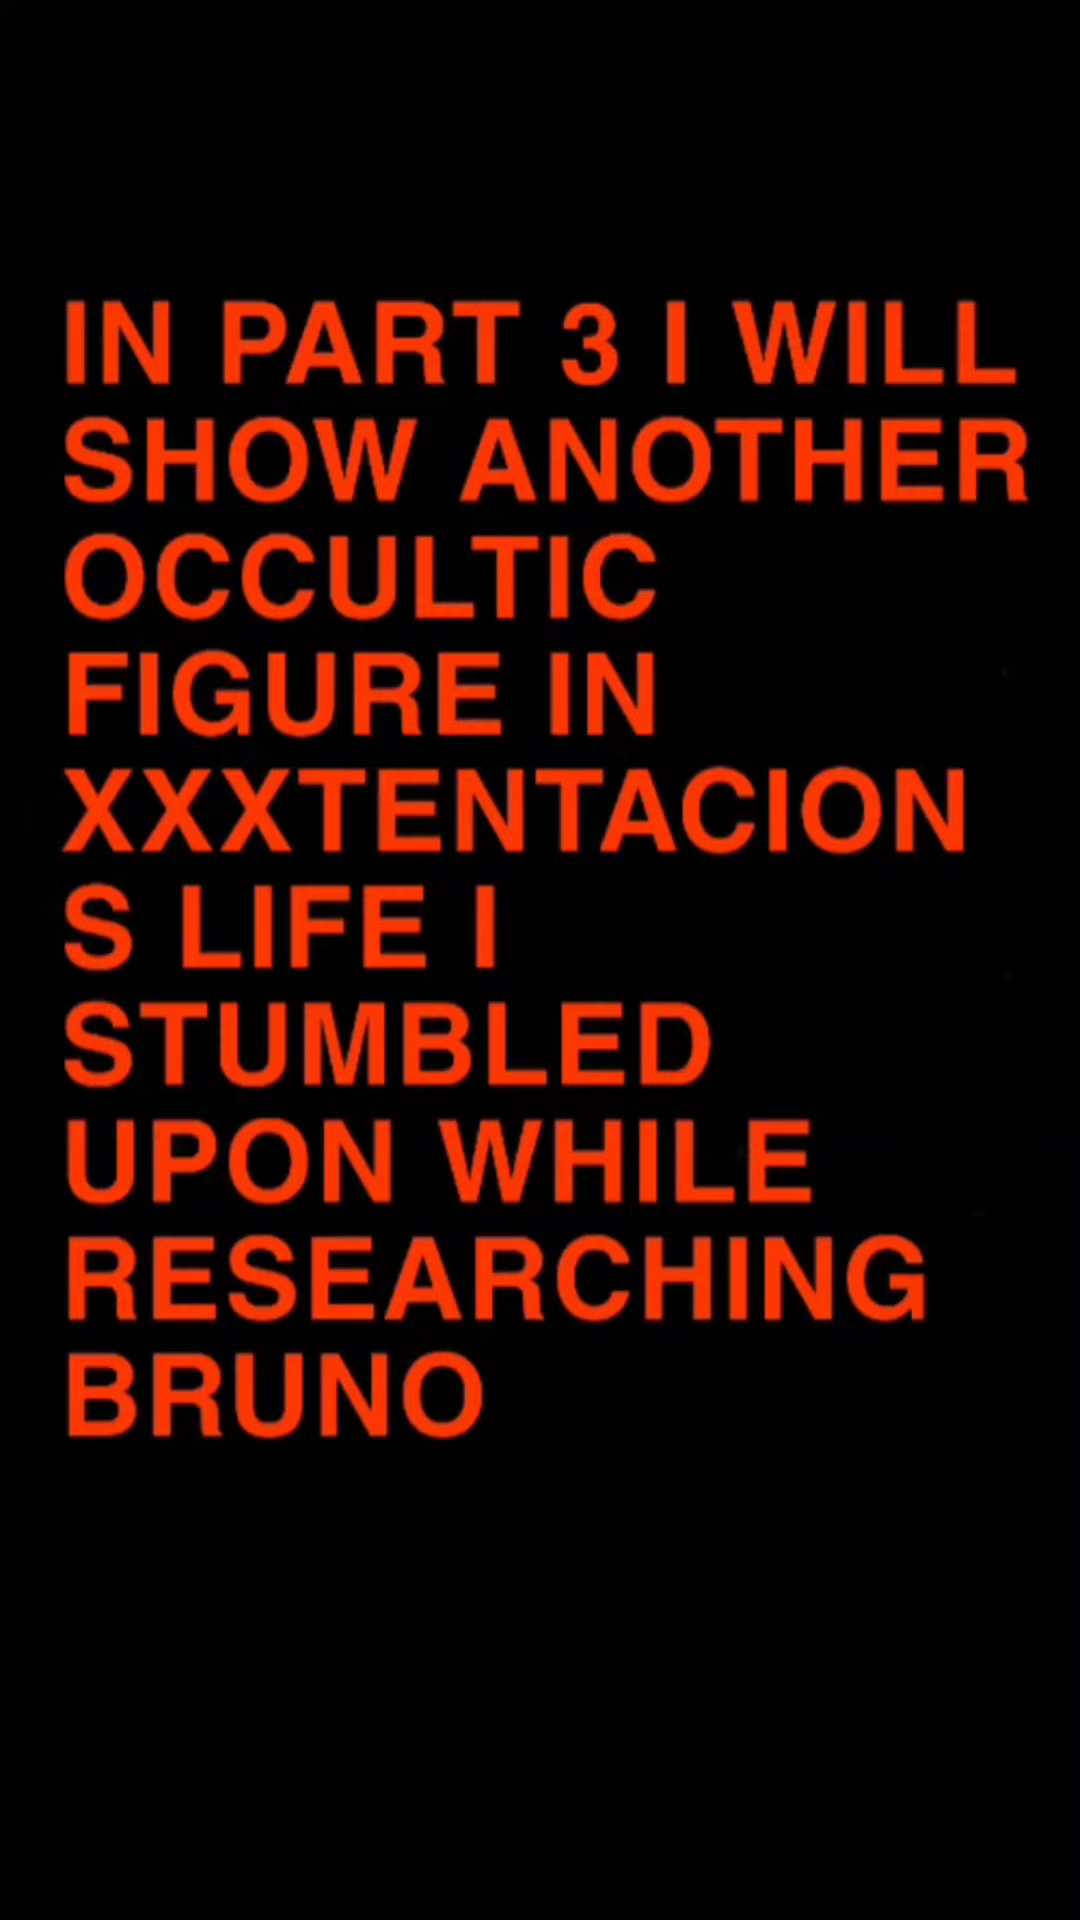 IN PART 3 I WILL
SHOW ANOTHER
OCCULTIC
FIGURE IN
XXXTENTACION
S LIFE I
STUMBLED
UPON WHILE
RESEARCHING
BRUNO